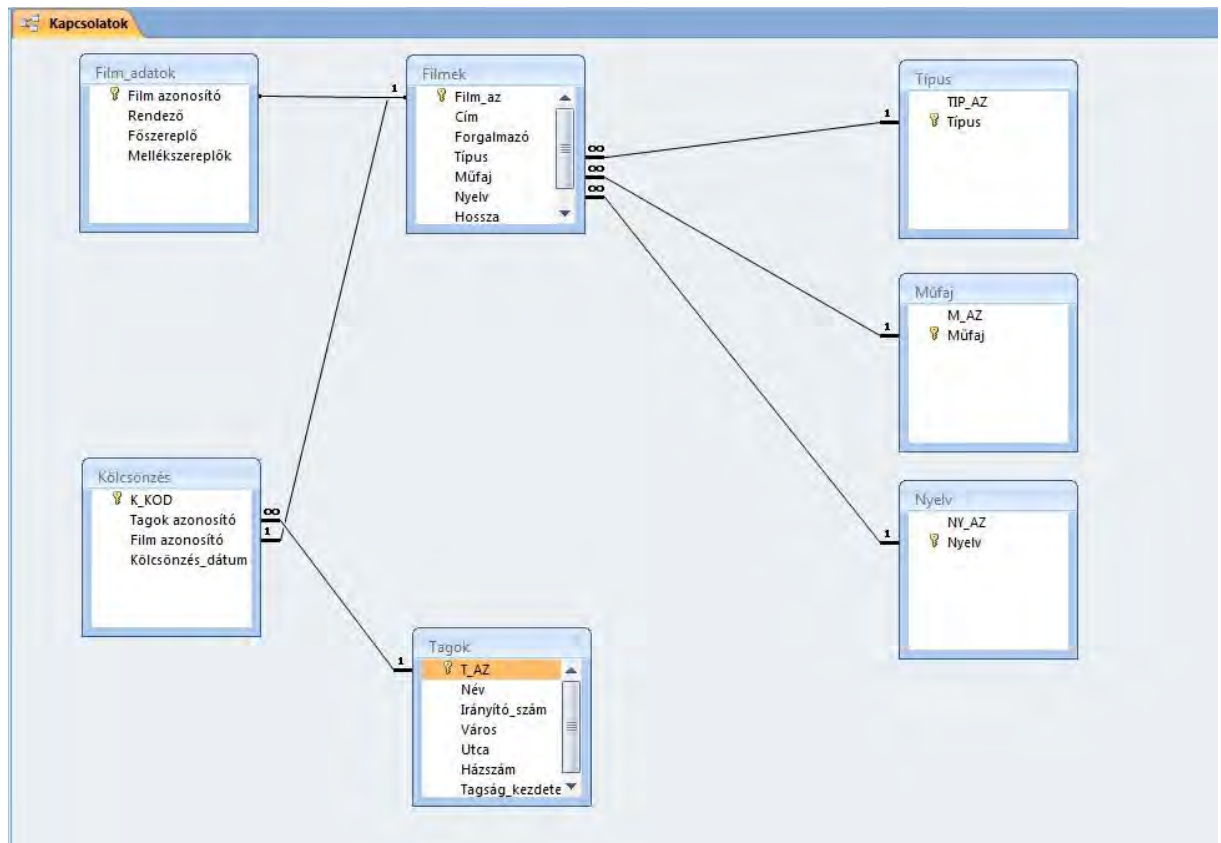 Kapcsolatok
Film_adatok
Film azonosító
Rendező
Főszereplő
Mellékszereplők
1
Filmek
Film_az
Cím
Forgalmazó
Típus
Műfaj
Nyelv
Hossza
∞
∞
∞
1
Típus
TIP_AZ
Típus
1
Műfaj
M_AZ
Műfaj
1
Nyelv
NY_AZ
Nyelv
Kölcsönzés
K_KOD
Tagok azonosító
Film azonosító
Kölcsönzés_dátum
∞
1
1
Tagok
T_AZ
Név
Irányító_szám
Város
Utca
Házszám
Tagság_kezdete